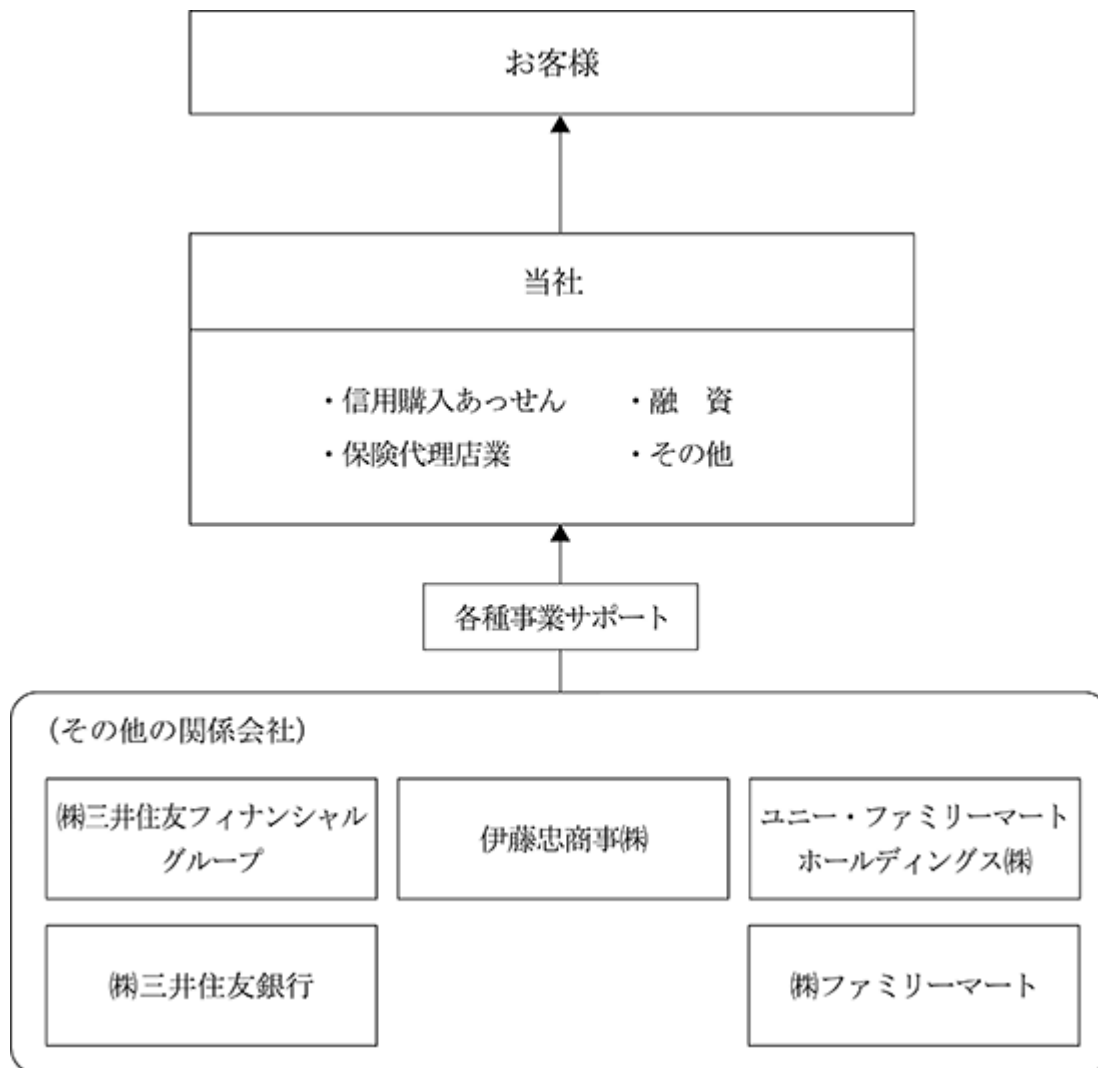 お客様
当社
・信用購入あっせん ・融 資
・保険代理店業 ・その他
各種事業サポート
(その他の関係会社)
㈱三井住友フィナンシャル
グループ
伊藤忠商事㈱
ユニー・ファミリーマート
ホールディングス㈱
㈱三井住友銀行
㈱ファミリーマート